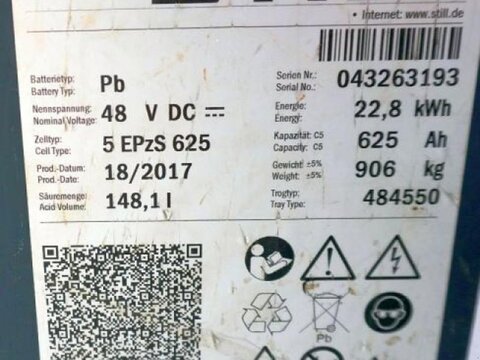 • Internet: www.still.de
Batterietyp: Pb Serien Nr.: 043263193
Battery Type: Serial No.:
Nennspannung: 48 V DC Energie: 22,8 kWh
Nominal Voltage: Energy:
Zelltyp: 5 EPzS 625 Kapazität: C5 625 Ah
Cell Type: Capacity: C5
Prod.-Datum: 18/2017 Gewicht: ±5% 906 kg
Prod.-Date: Weight: ±5%
Säuremenge: 148,1 l Trogtyp: 484550
Acid Volume: Tray Type:
Pb